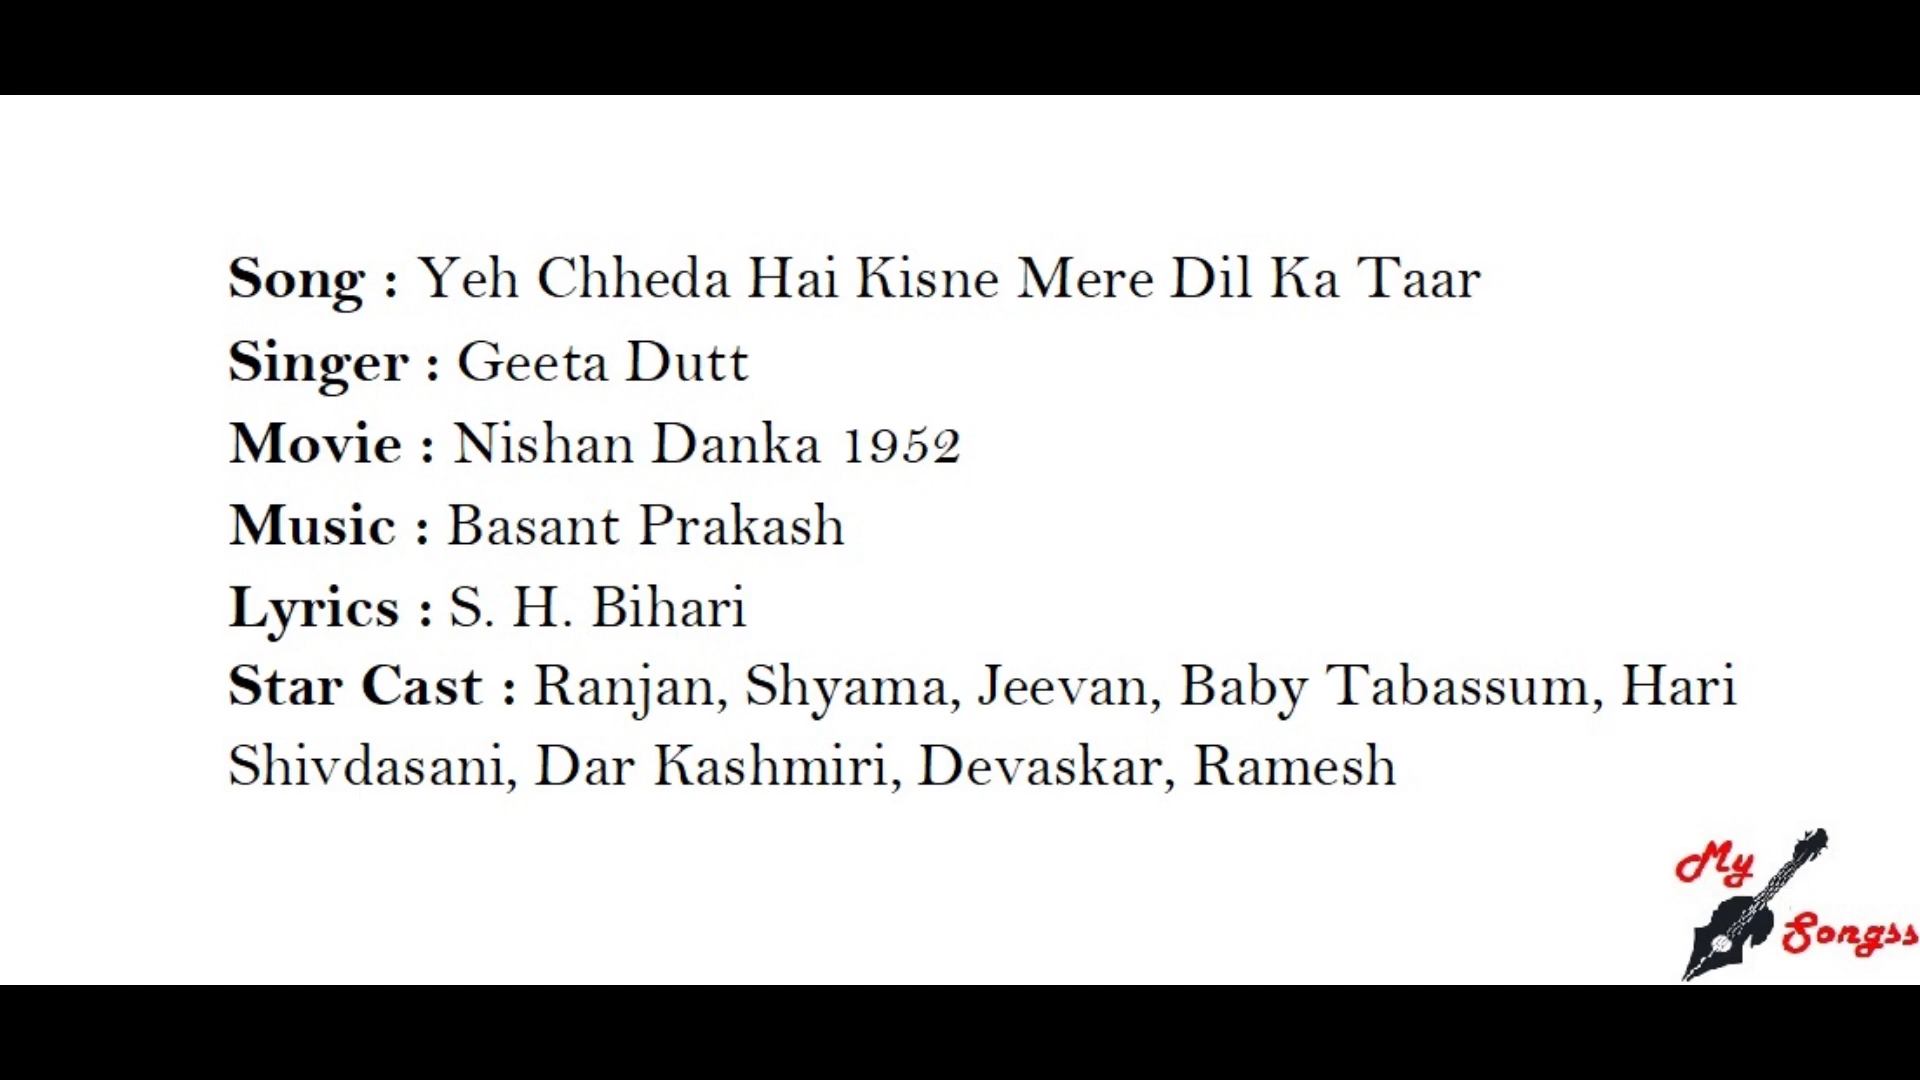 Song : Yeh Chheda Hai Kisne Mere Dil Ka Taar
Singer : Geeta Dutt
Movie : Nishan Danka 1952
Music : Basant Prakash
Lyrics : S. H. Bihari
Star Cast : Ranjan, Shyama, Jeevan, Baby Tabassum, Hari
Shivdasani, Dar Kashmiri, Devaskar, Ramesh
My
Songss